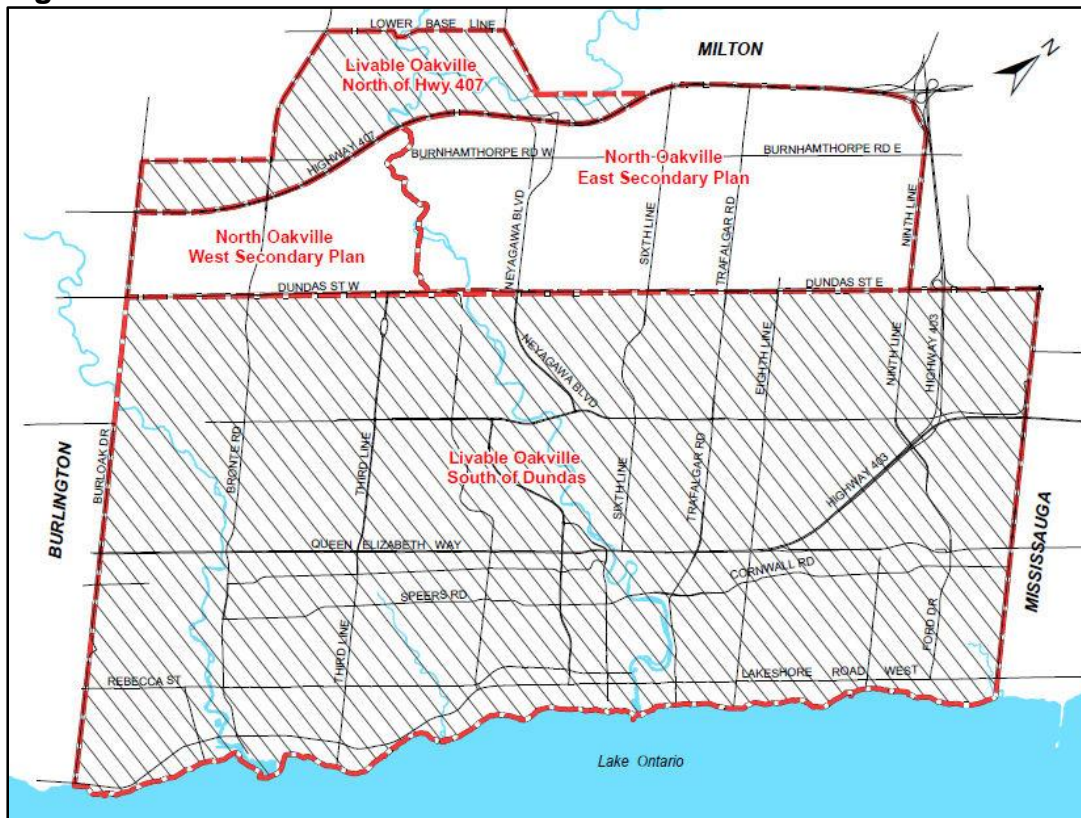 LOWER BASE LINE
MILTON
N
Livable Oakville
North of Hwy 407
HIGHWAY 407
BURNHAMTHORPE RD W
North Oakville
East Secondary Plan
BURNHAMTHORPE RD E
NEYAGAWA BLVD
SIXTH LINE
TRAFALGAR RD
NINTH LINE
North Oakville
West Secondary Plan
DUNDAS ST W
DUNDAS ST E
NEYAGAWA BLVD
EIGHTH LINE
NINTH LINE
HIGHWAY 403
BURLINGTON
BURLOAK DR
BRONTE RD
THIRD LINE
Livable Oakville
South of Dundas
SIXTH LINE
TRAFALGAR RD
HIGHWAY 403
MISSISSAUGA
QUEEN ELIZABETH WAY
CORNWALL RD
SPEERS RD
FORD DR
THIRD LINE
REBECCA ST
LAKESHORE ROAD WEST
Lake Ontario